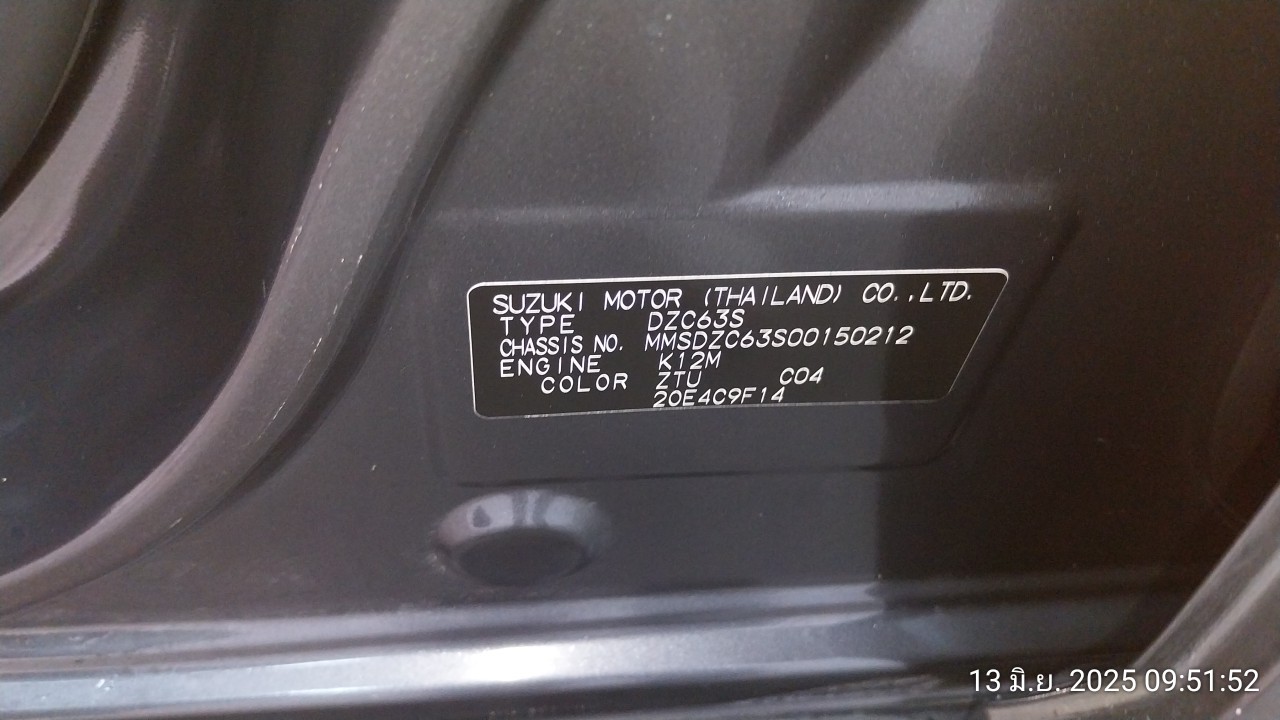 SUZUKI MOTOR (THAILAND) CO.,LTD.
TYPE DZC63S
CHASSIS NO. MMSDZC63S00150212
ENGINE K12M
COLOR ZTU C04
20E4C9F14
13 มิ.ย. 2025 09:51:52